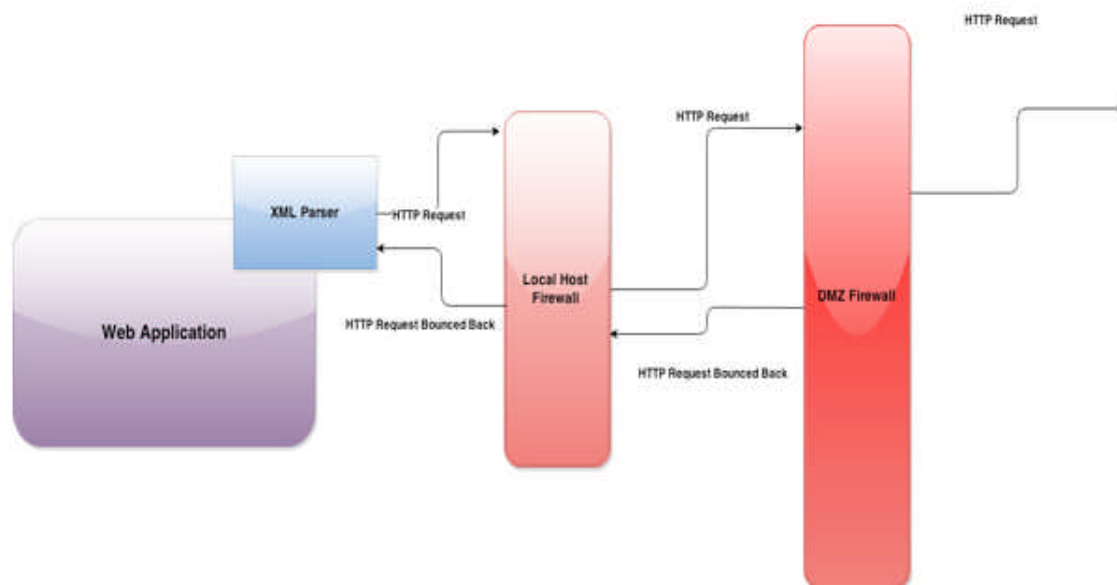 HTTP Request
HTTP Request
XML Parser
HTTP Request
Local Host
Firewall
DMZ Firewall
Web Application
HTTP Request Bounced Back
HTTP Request Bounced Back